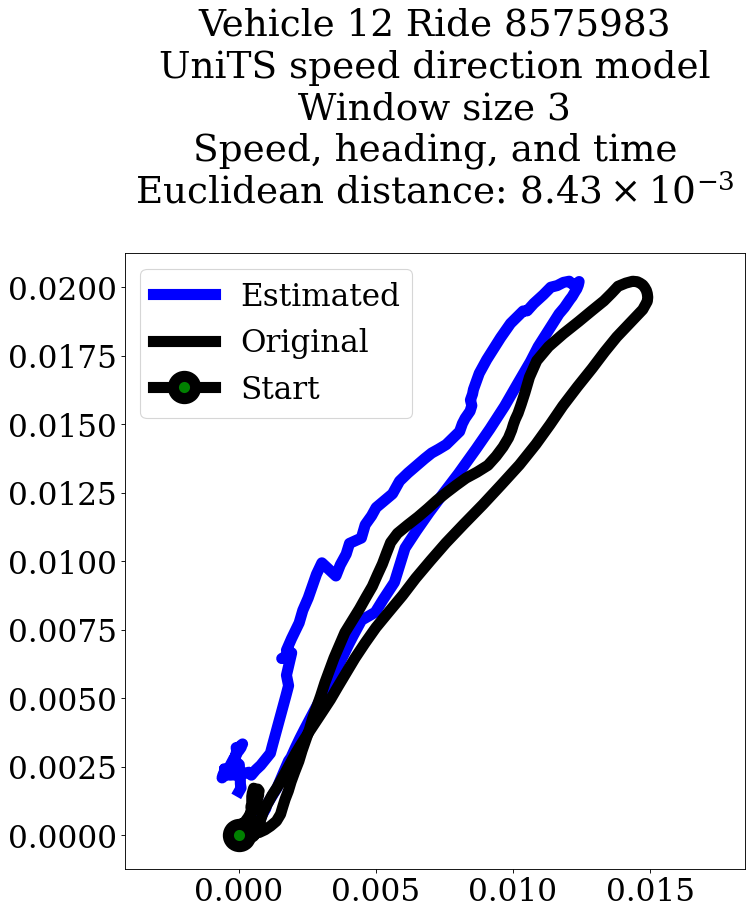 Vehicle 12 Ride 8575983
UniTS speed direction model
Window size 3
Speed, heading, and time
Euclidean distance: 8.43 × 10⁻³
Estimated
Original
Start
0.0200
0.0175
0.0150
0.0125
0.0100
0.0075
0.0050
0.0025
0.0000
0.000 0.005 0.010 0.015